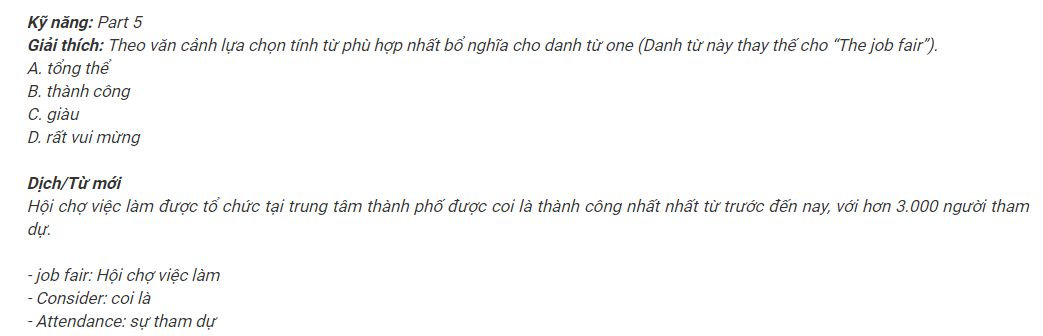 Kỹ năng: Part 5
Giải thích: Theo văn cảnh lựa chọn tính từ phù hợp nhất bổ nghĩa cho danh từ one (Danh từ này thay thế cho “The job fair”).
A. tổng thể
B. thành công
C. giàu
D. rất vui mừng
Dịch/Từ mới
Hội chợ việc làm được tổ chức tại trung tâm thành phố được coi là thành công nhất nhất từ trước đến nay, với hơn 3.000 người tham
dự.
- job fair: Hội chợ việc làm
- Consider: coi là
- Attendance: sự tham dự